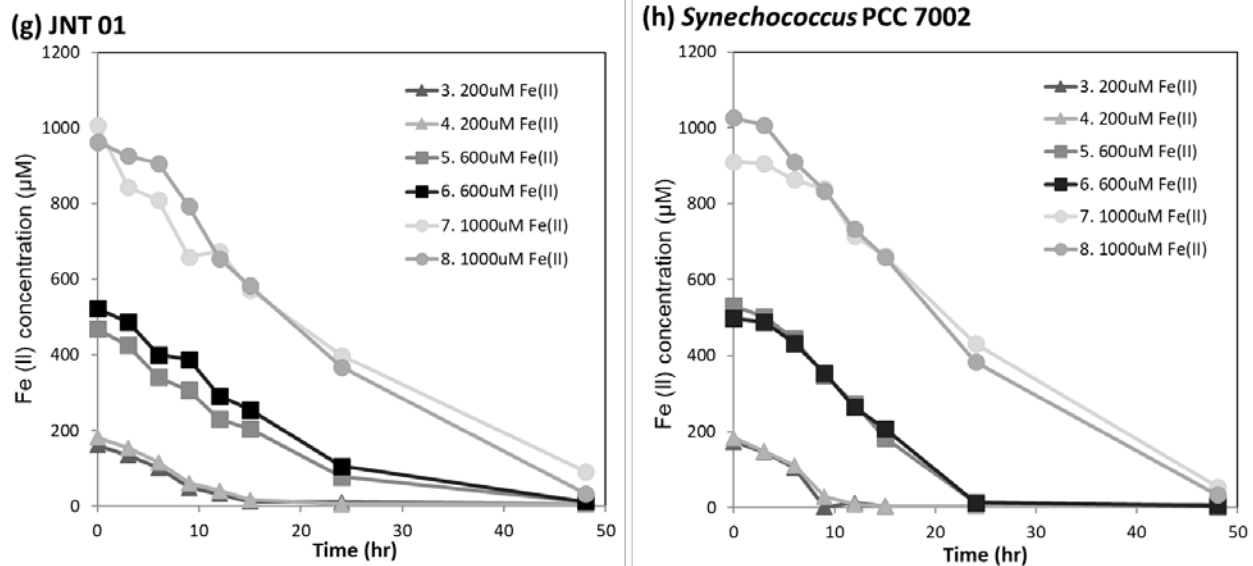 (g) JNT 01
1200
1000
800
600
400
200
0
Fe (II) concentration (µM)
0 10 20 30 40 50
Time (hr)
3. 200uM Fe(II)
4. 200uM Fe(II)
5. 600uM Fe(II)
6. 600uM Fe(II)
7. 1000uM Fe(II)
8. 1000uM Fe(II)
(h) Synechococcus PCC 7002
1200
1000
800
600
400
200
0
Fe (II) concentration (µM)
0 10 20 30 40 50
Time (hr)
3. 200uM Fe(II)
4. 200uM Fe(II)
5. 600uM Fe(II)
6. 600uM Fe(II)
7. 1000uM Fe(II)
8. 1000uM Fe(II)